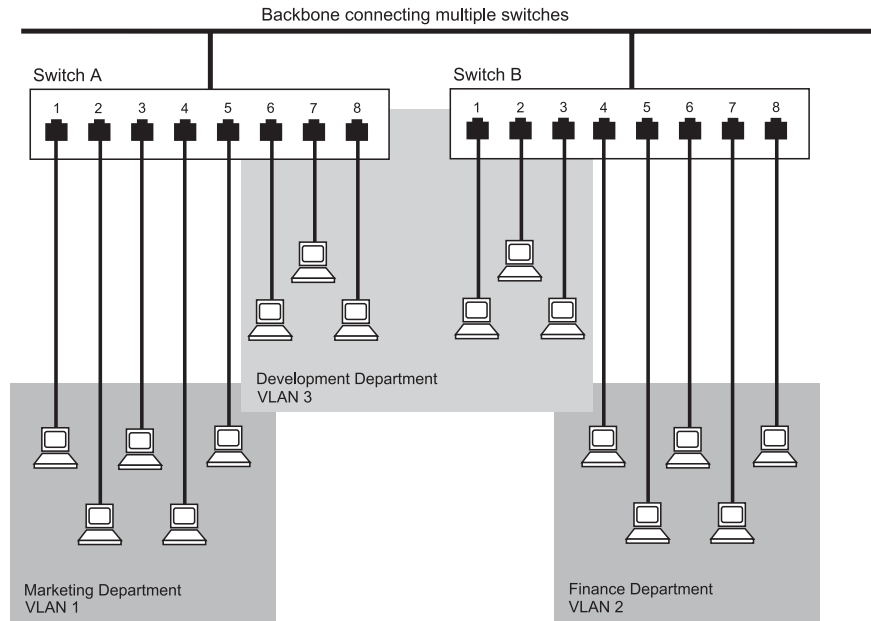 Backbone connecting multiple switches
Switch A
Switch B
1 2 3 4 5 6 7 8
1 2 3 4 5 6 7 8
Development Department
VLAN 3
Marketing Department
VLAN 1
Finance Department
VLAN 2